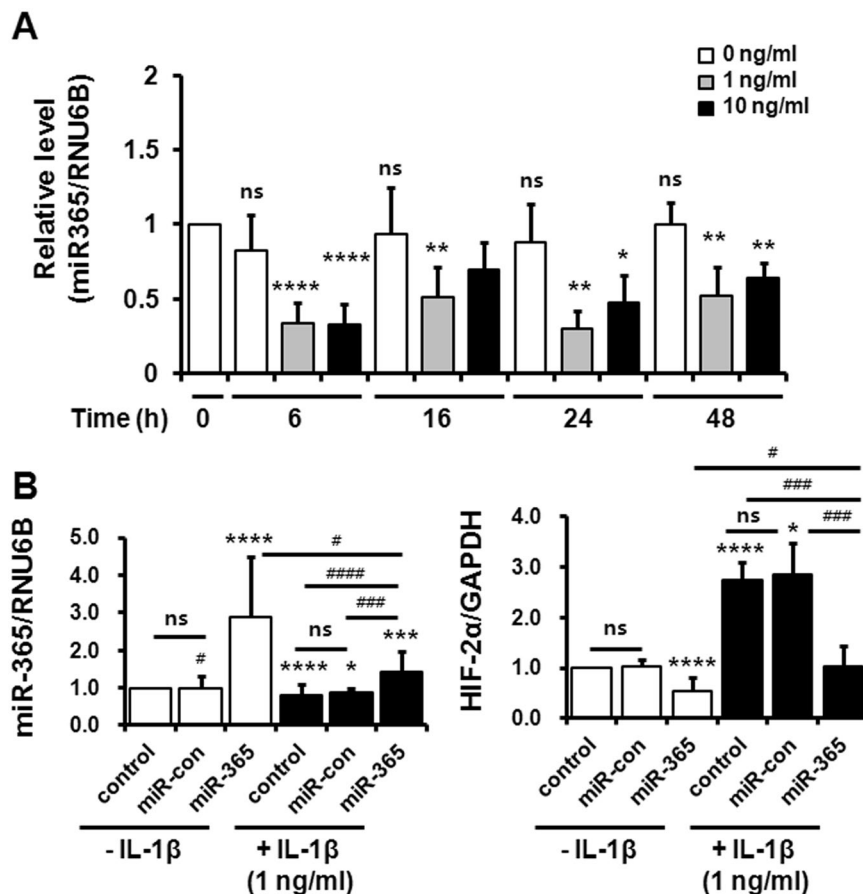 A
0 ng/ml
1 ng/ml
10 ng/ml
Relative level
(miR365/RNU6B)
2
1.5
1
0.5
0
ns
****
****
ns
**
ns
**
*
ns
**
**
Time (h) 0 6 16 24 48
B
miR-365/RNU6B
5.0
4.0
3.0
2.0
1.0
0.0
ns
#
****
#
####
###
ns
****
*
***
control
miR-con
miR-365
control
miR-con
miR-365
- IL-1β
+ IL-1β
(1 ng/ml)
HIF-2α/GAPDH
4.0
3.0
2.0
1.0
0.0
#
###
ns
###
****
*
ns
****
control
miR-con
miR-365
control
miR-con
miR-365
- IL-1β
+ IL-1β
(1 ng/ml)